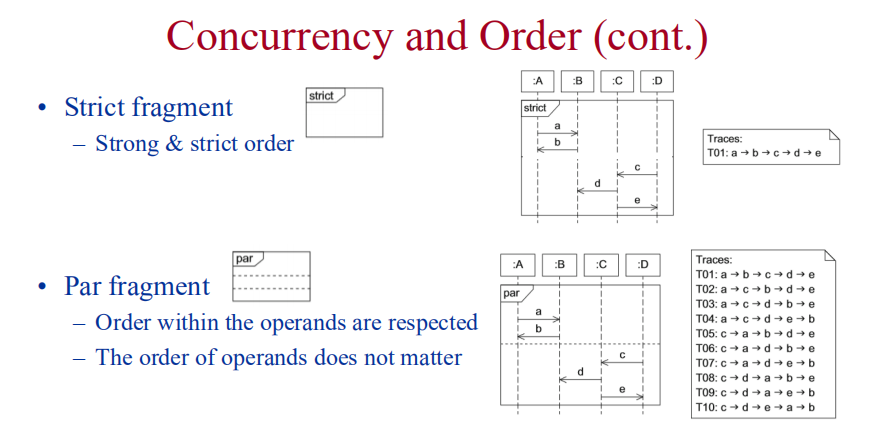 Concurrency and Order (cont.)
• Strict fragment
– Strong & strict order
strict
:A :B :C :D
strict
a
b
c
d
e
Traces:
T01: a → b → c → d → e
• Par fragment
– Order within the operands are respected
– The order of operands does not matter
par
:A :B :C :D
par
a
b
c
d
e
Traces:
T01: a → b → c → d → e
T02: a → c → b → d → e
T03: a → c → d → b → e
T04: a → c → d → e → b
T05: c → a → b → d → e
T06: c → a → d → b → e
T07: c → a → d → e → b
T08: c → d → a → b → e
T09: c → d → a → e → b
T10: c → d → e → a → b